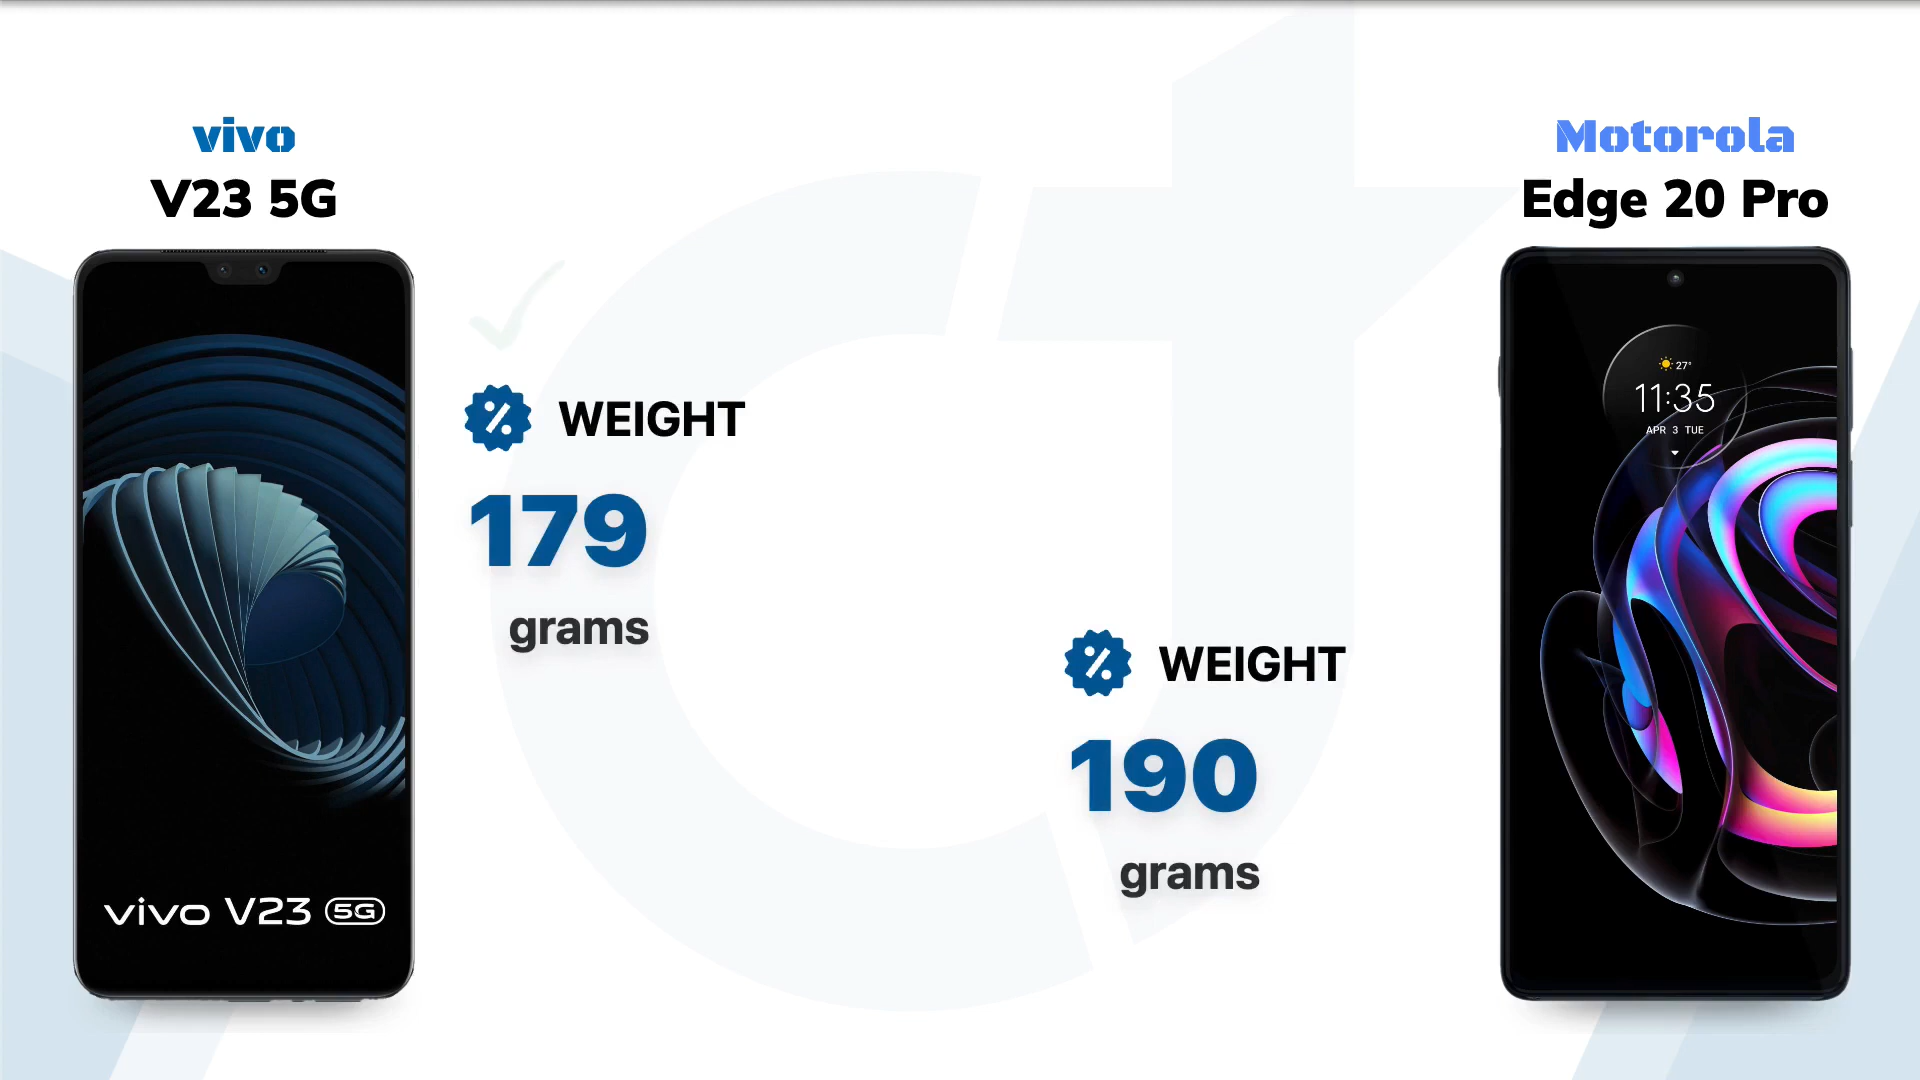 vivo
V23 5G
Motorola
Edge 20 Pro
27°
11:35
APR 3 TUE
WEIGHT
179
grams
WEIGHT
190
grams
vivo V23 5G